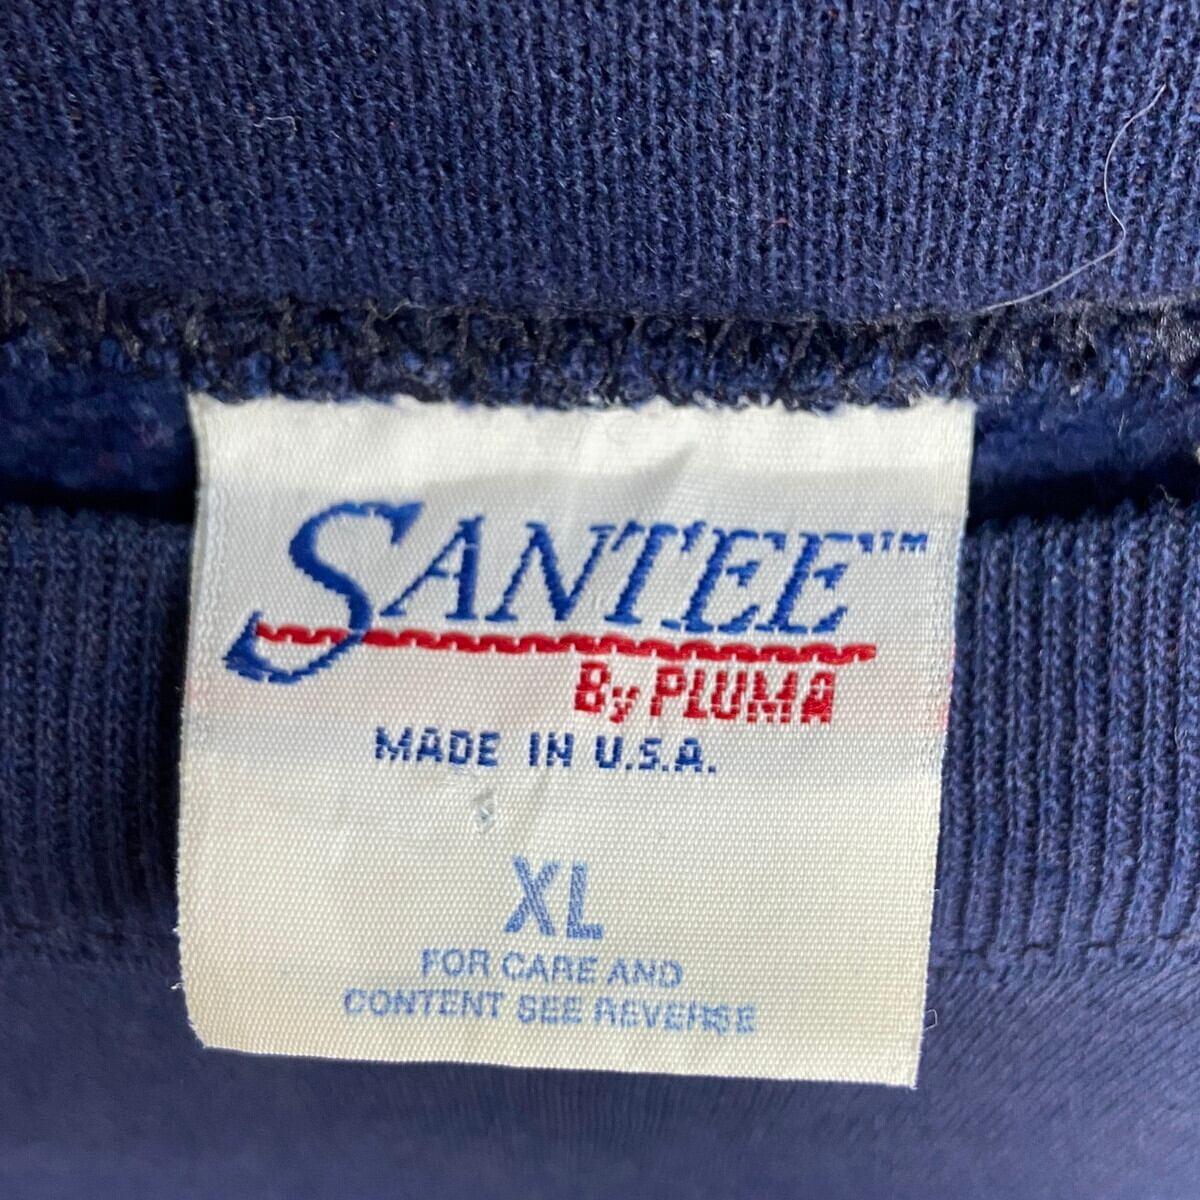 SANTEE™
By PLUMA
MADE IN U.S.A.
XL
FOR CARE AND
CONTENT SEE REVERSE